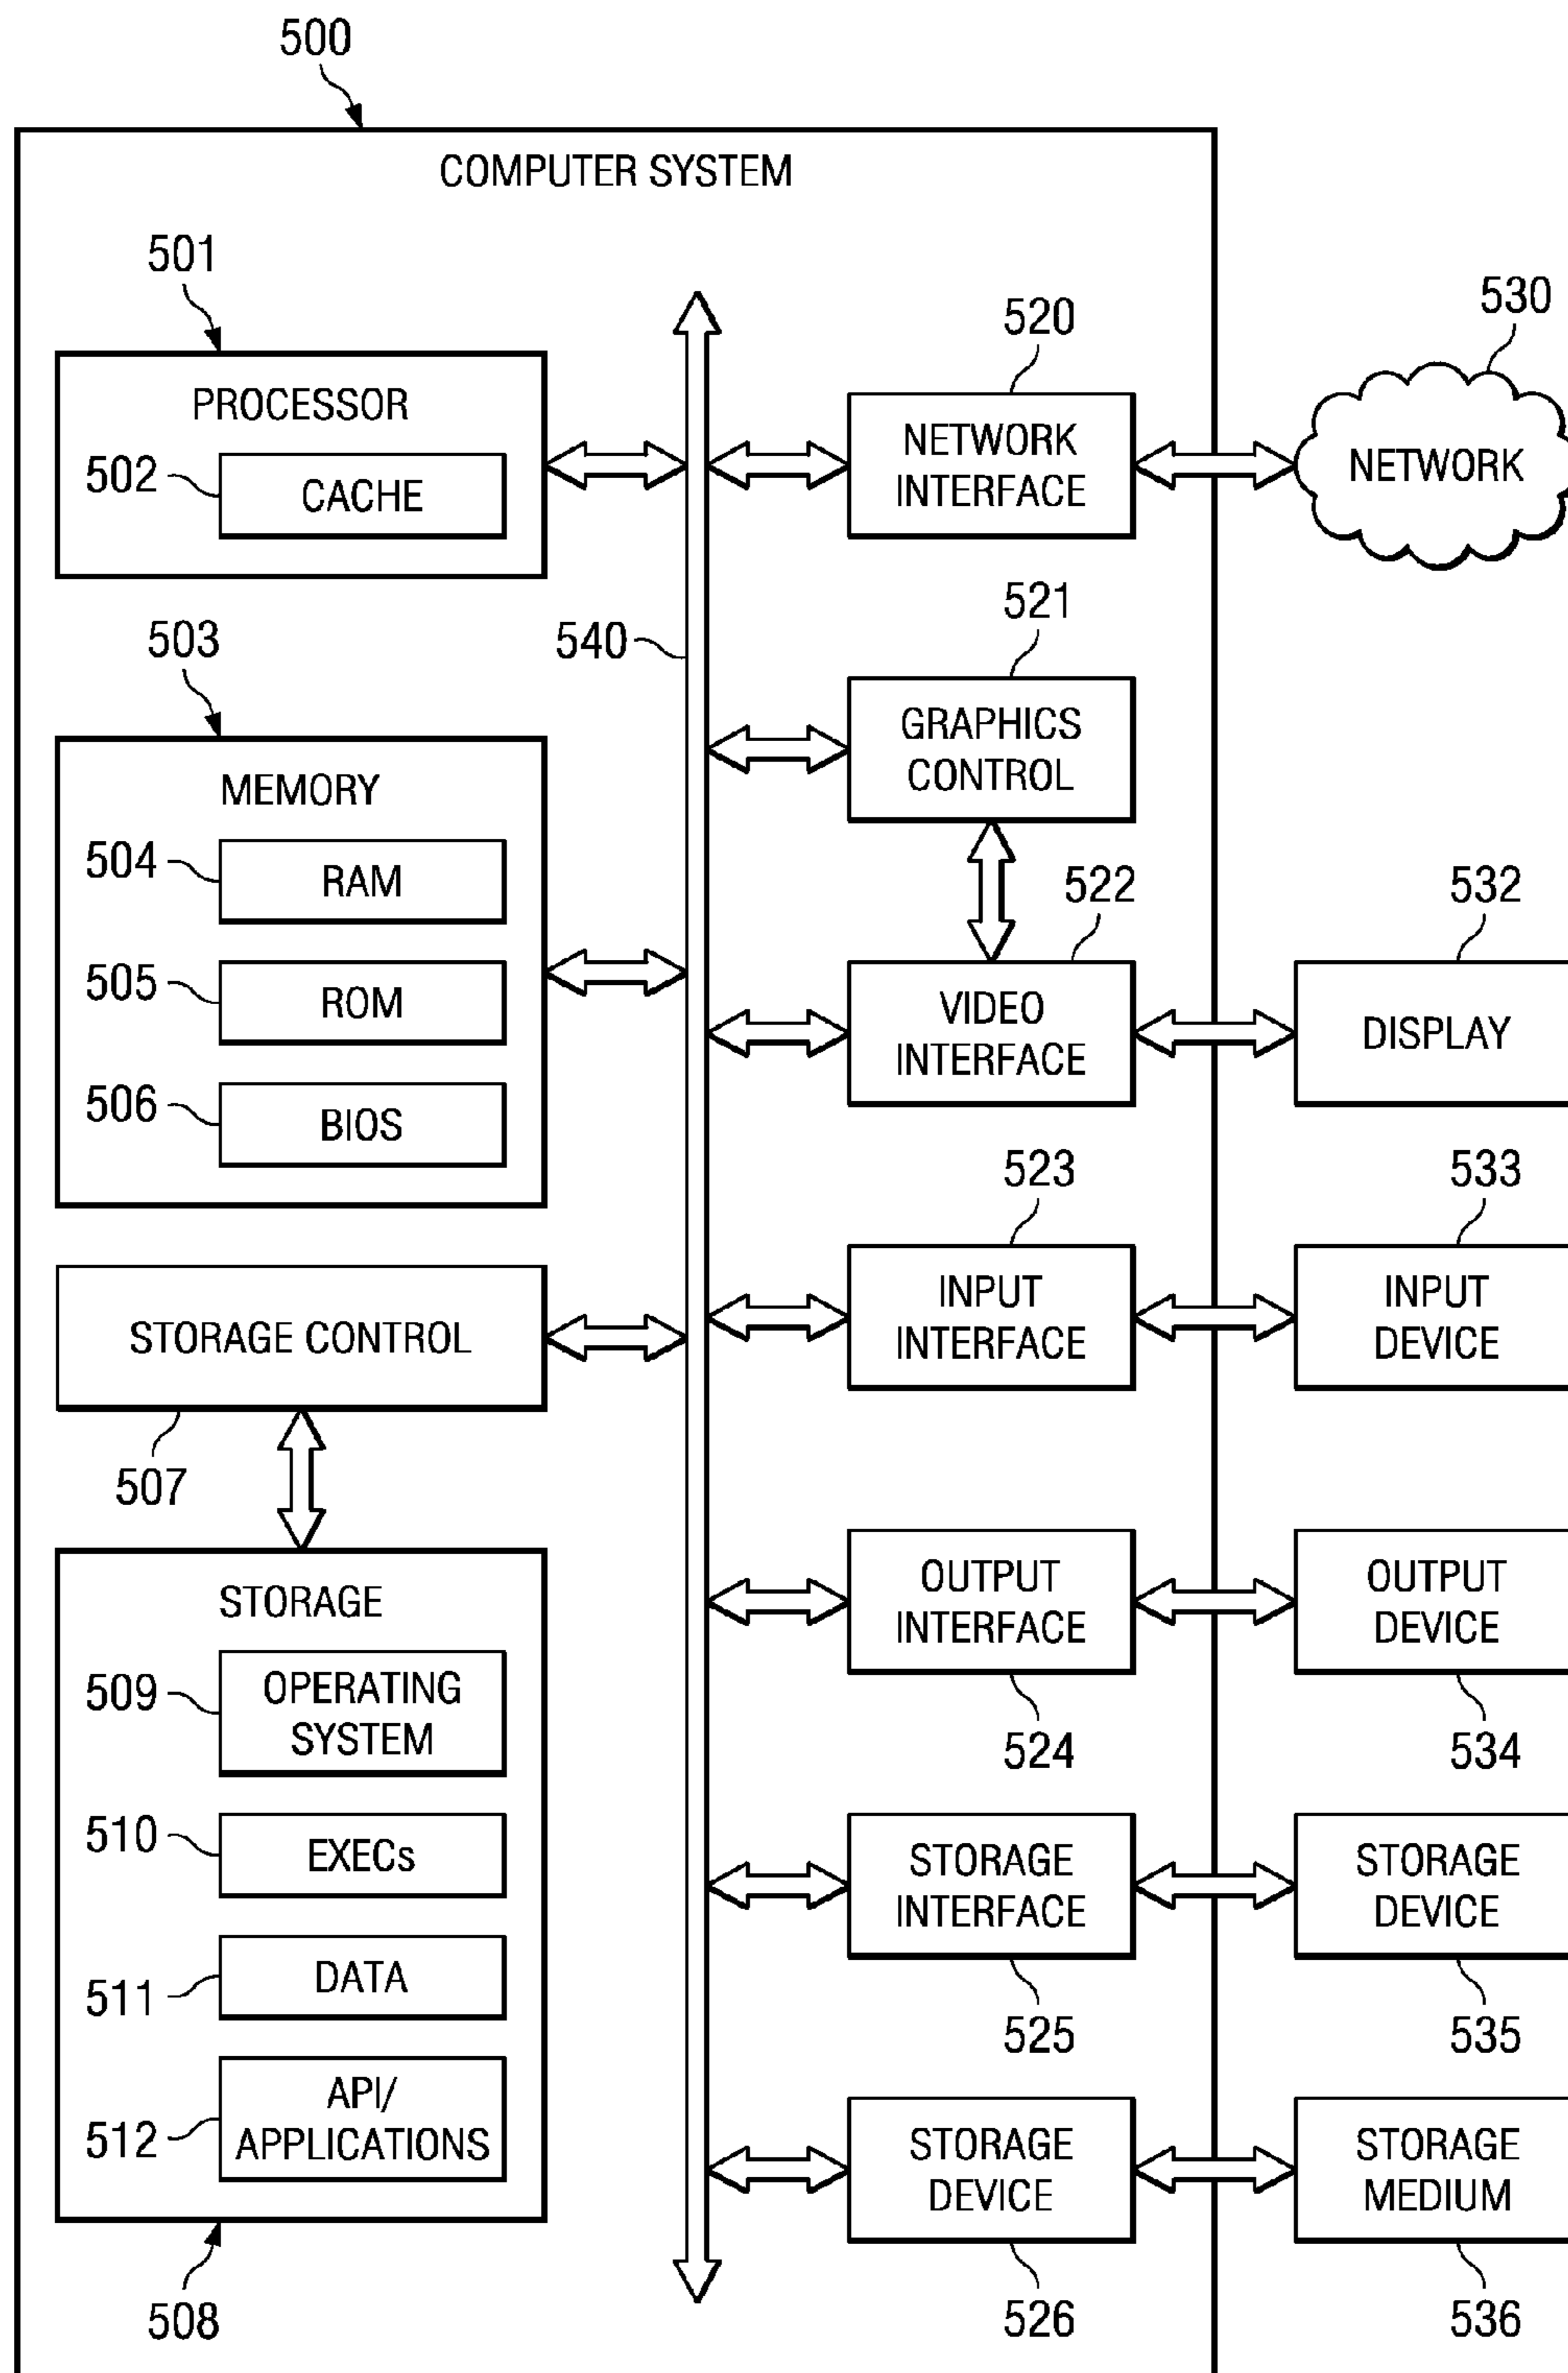 500
COMPUTER SYSTEM
501
PROCESSOR
502
CACHE
503
MEMORY
504
RAM
505
ROM
506
BIOS
STORAGE CONTROL
507
STORAGE
509
OPERATING
SYSTEM
510
EXECs
511
DATA
512
API/
APPLICATIONS
508
540
520
NETWORK
INTERFACE
521
GRAPHICS
CONTROL
522
VIDEO
INTERFACE
523
INPUT
INTERFACE
OUTPUT
INTERFACE
524
STORAGE
INTERFACE
525
STORAGE
DEVICE
526
530
NETWORK
532
DISPLAY
533
INPUT
DEVICE
OUTPUT
DEVICE
534
STORAGE
DEVICE
535
STORAGE
MEDIUM
536